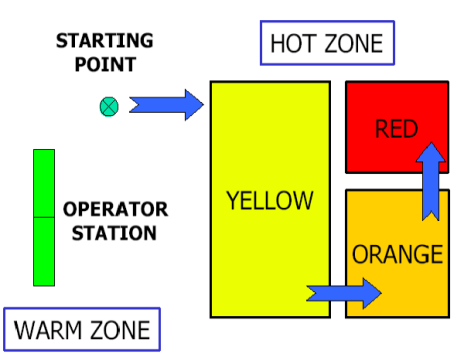 STARTING
POINT
HOT ZONE
RED
YELLOW
OPERATOR
STATION
ORANGE
WARM ZONE